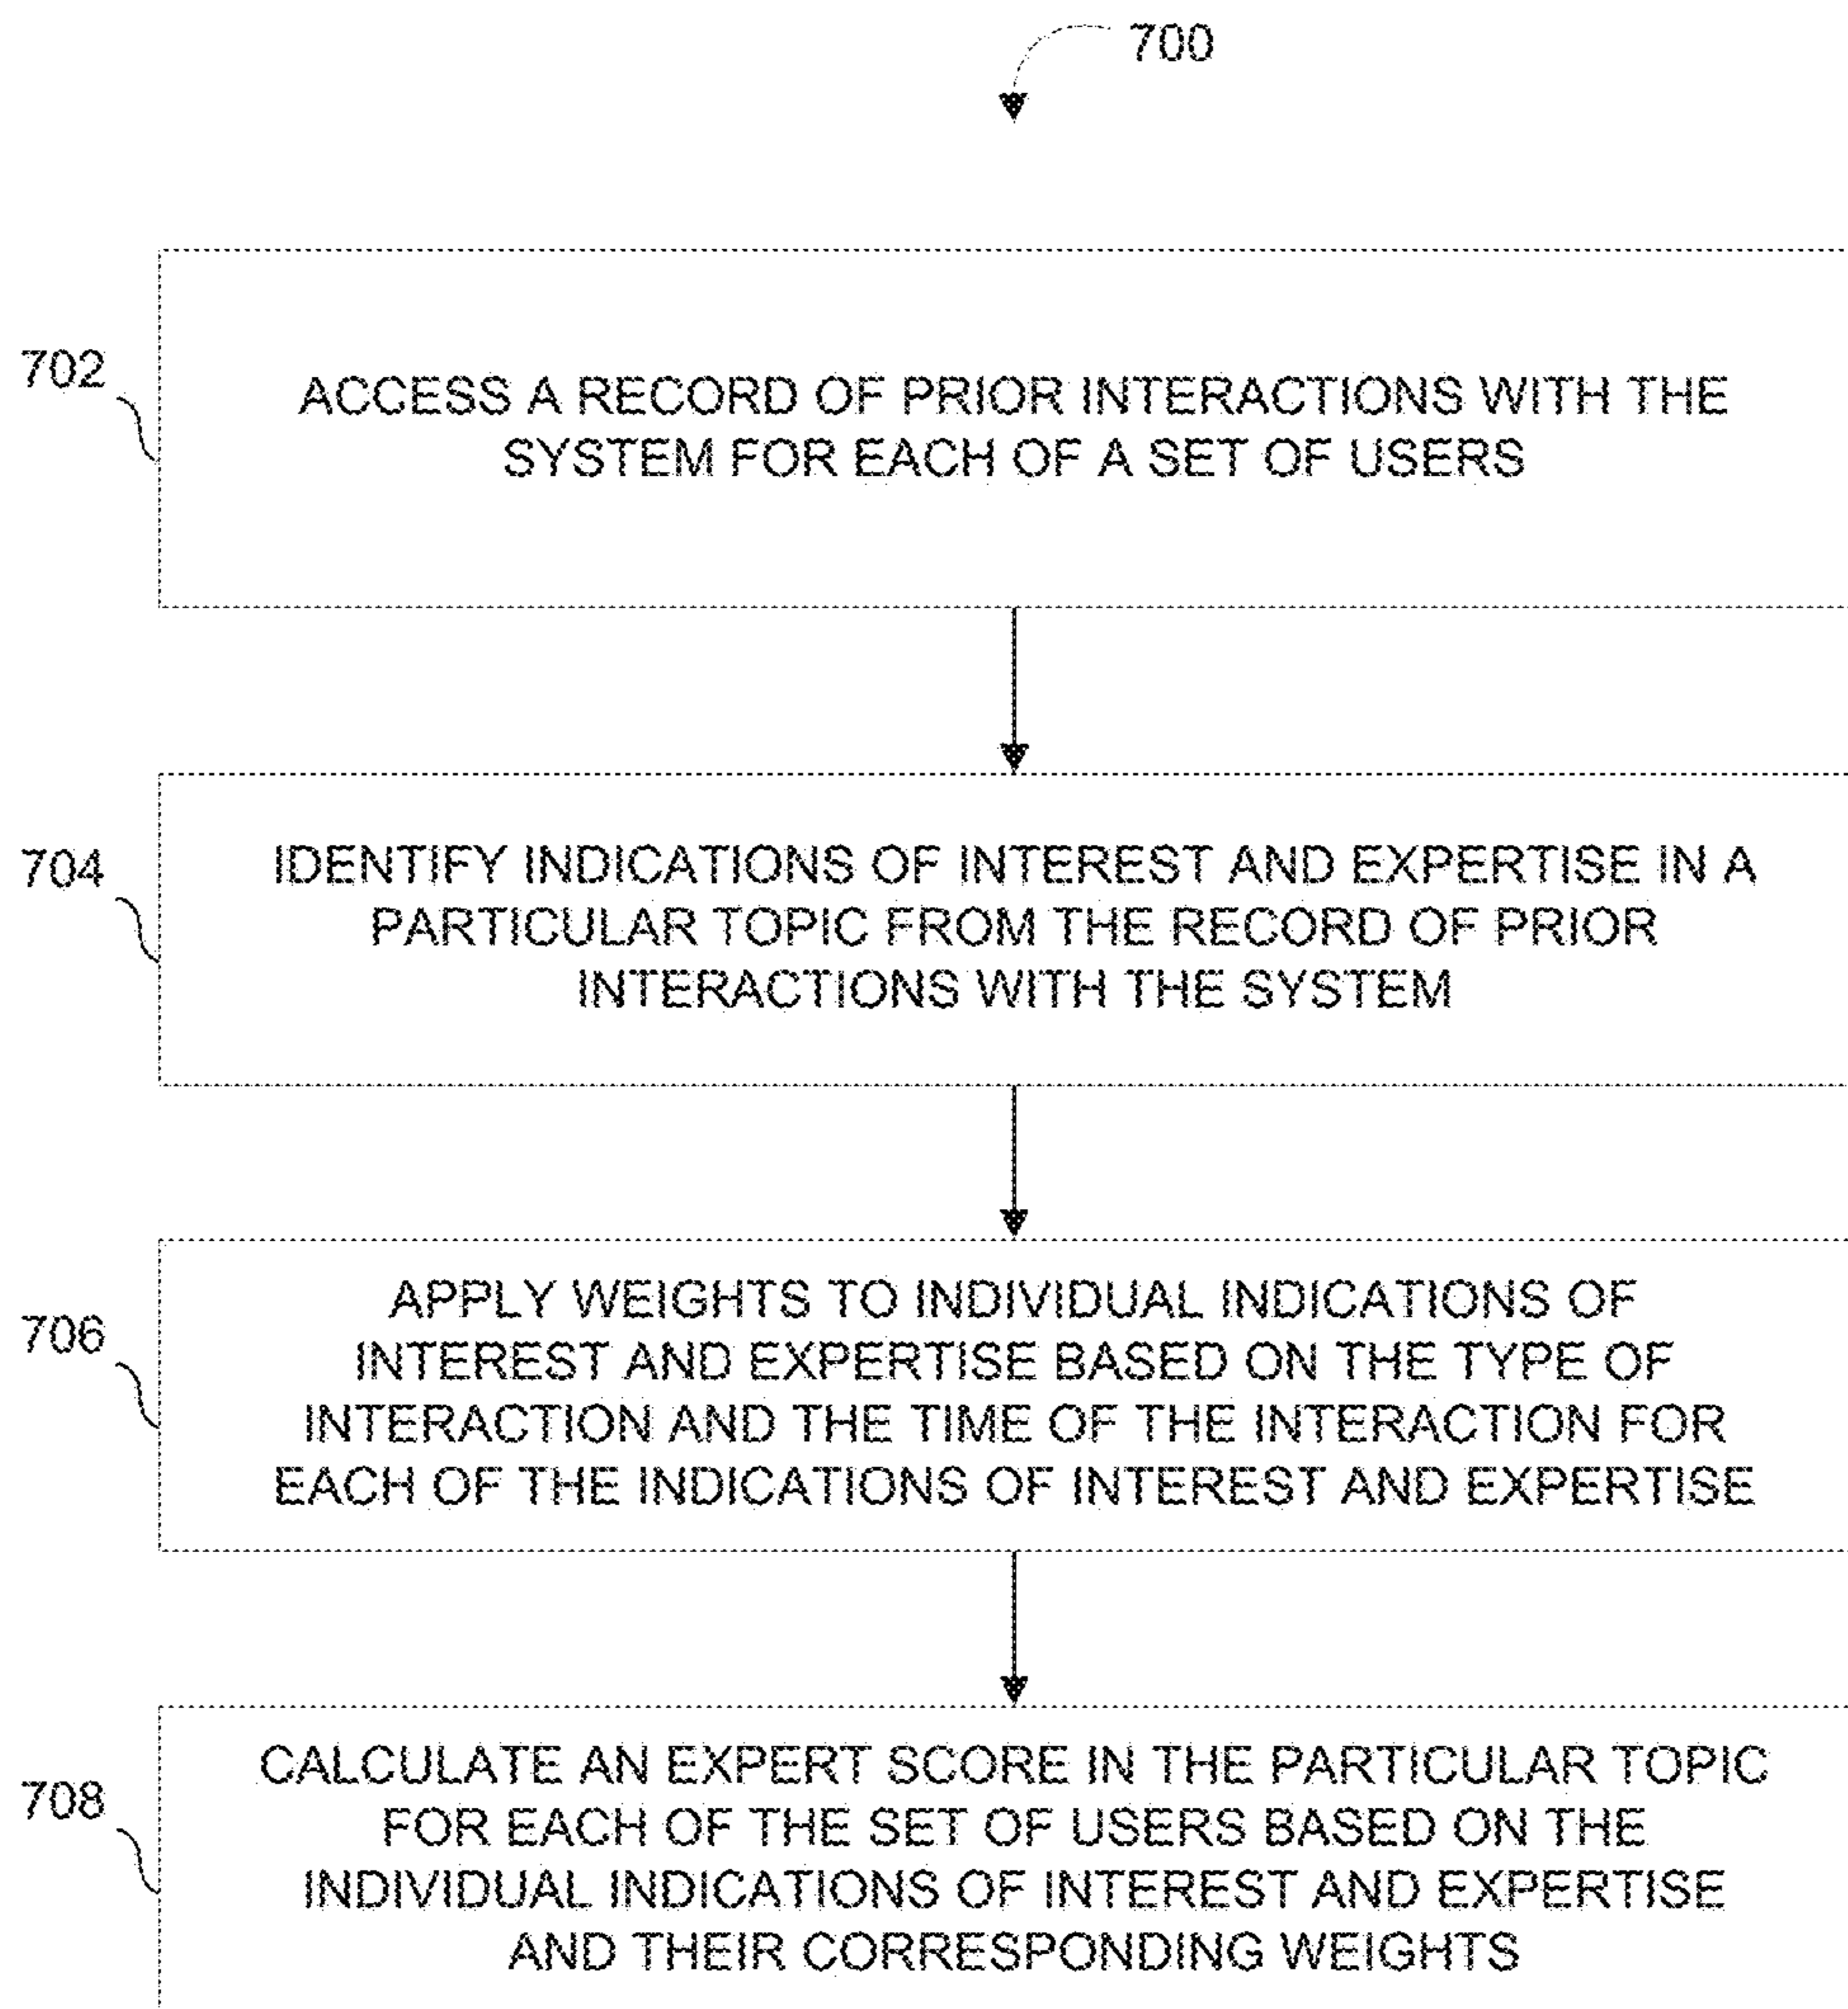 700
702
ACCESS A RECORD OF PRIOR INTERACTIONS WITH THE
SYSTEM FOR EACH OF A SET OF USERS
704
IDENTIFY INDICATIONS OF INTEREST AND EXPERTISE IN A
PARTICULAR TOPIC FROM THE RECORD OF PRIOR
INTERACTIONS WITH THE SYSTEM
706
APPLY WEIGHTS TO INDIVIDUAL INDICATIONS OF
INTEREST AND EXPERTISE BASED ON THE TYPE OF
INTERACTION AND THE TIME OF THE INTERACTION FOR
EACH OF THE INDICATIONS OF INTEREST AND EXPERTISE
708
CALCULATE AN EXPERT SCORE IN THE PARTICULAR TOPIC
FOR EACH OF THE SET OF USERS BASED ON THE
INDIVIDUAL INDICATIONS OF INTEREST AND EXPERTISE
AND THEIR CORRESPONDING WEIGHTS